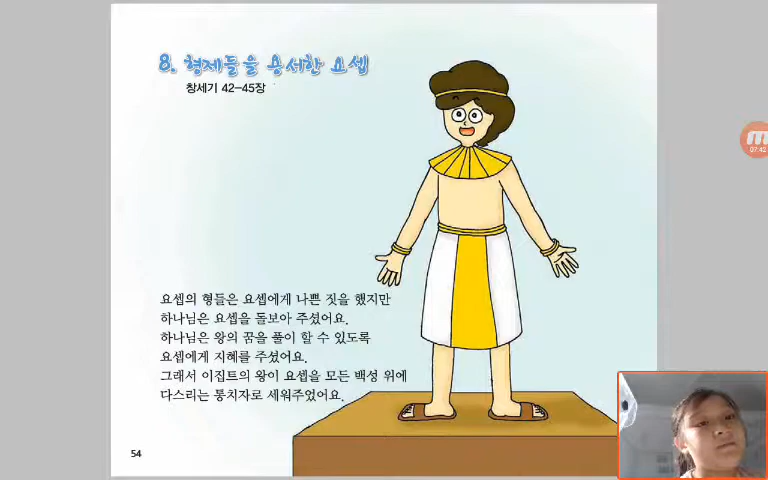 8. 형제들을 용서한 요셉
창세기 42-45장
요셉의 형들은 요셉에게 나쁜 짓을 했지만
하나님은 요셉을 돌보아 주셨어요.
하나님은 왕의 꿈을 풀이 할 수 있도록
요셉에게 지혜를 주셨어요.
그래서 이집트의 왕이 요셉을 모든 백성 위에
다스리는 통치자로 세워주었어요.
54
07:42